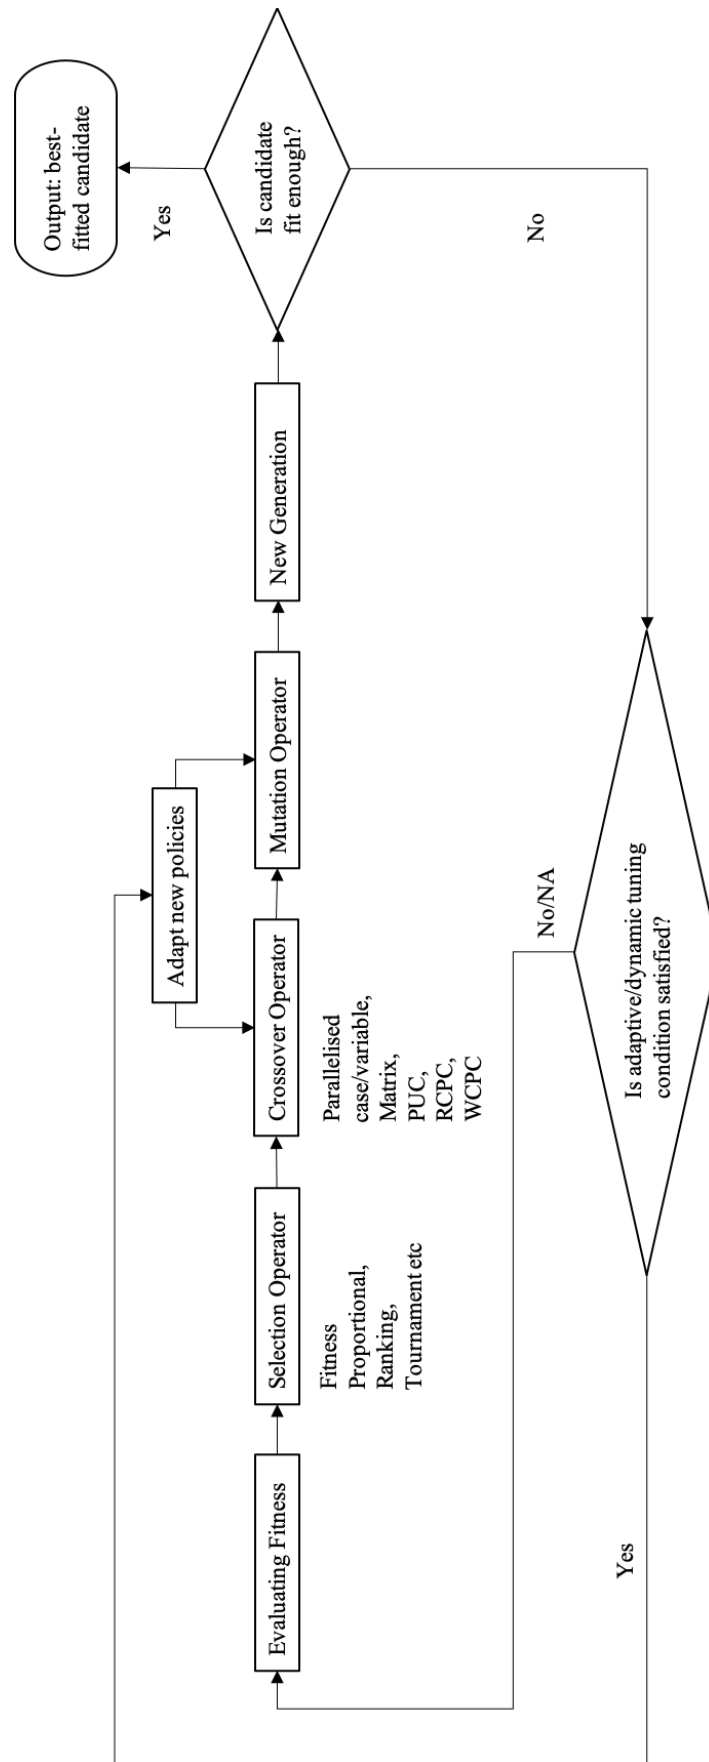 Adapt new policies
Evaluating Fitness
Selection Operator
Fitness
Proportional,
Ranking,
Tournament etc
Crossover Operator
Parallelised
case/variable,
Matrix,
PUC,
RCPC,
WCPC
Mutation Operator
New Generation
Is candidate
fit enough?
Yes
Output: best-
fitted candidate
No
Is adaptive/dynamic tuning
condition satisfied?
No/NA
Yes